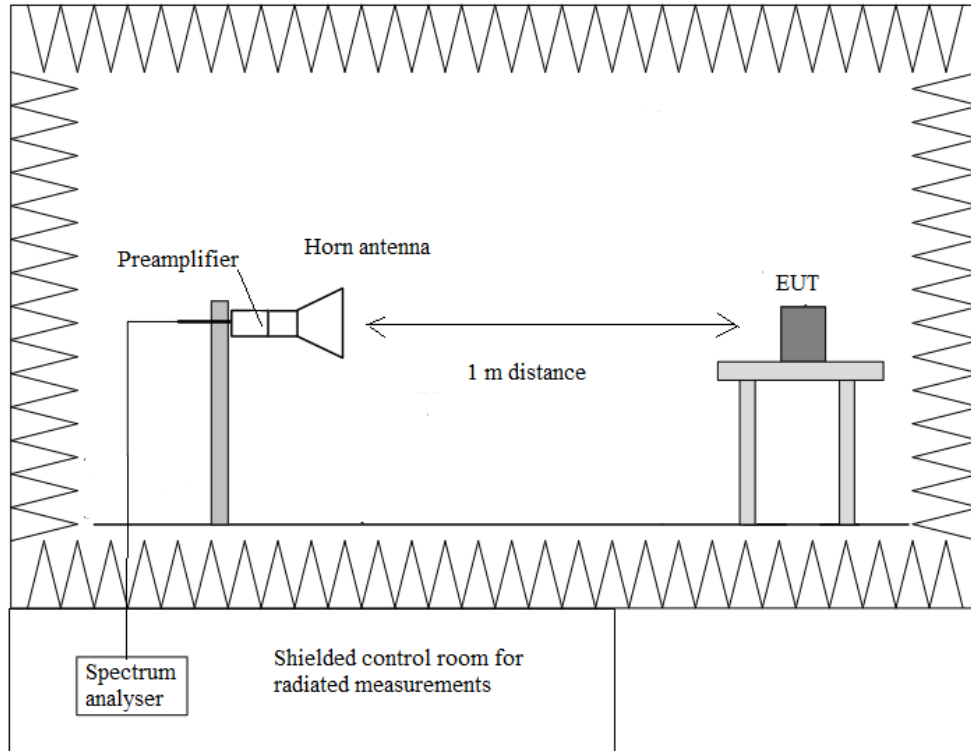 Horn antenna
Preamplifier
EUT
1 m distance
Spectrum
analyser
Shielded control room for
radiated measurements